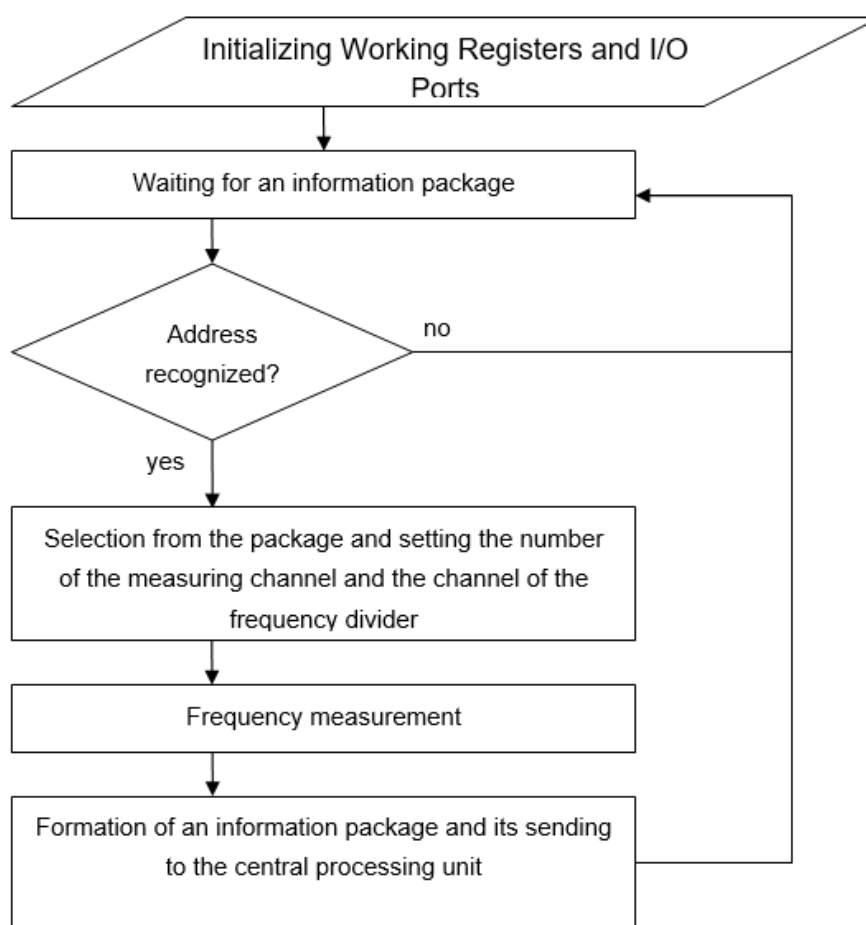 Initializing Working Registers and I/O
Ports
Waiting for an information package
Address
recognized?
no
yes
Selection from the package and setting the number
of the measuring channel and the channel of the
frequency divider
Frequency measurement
Formation of an information package and its sending
to the central processing unit